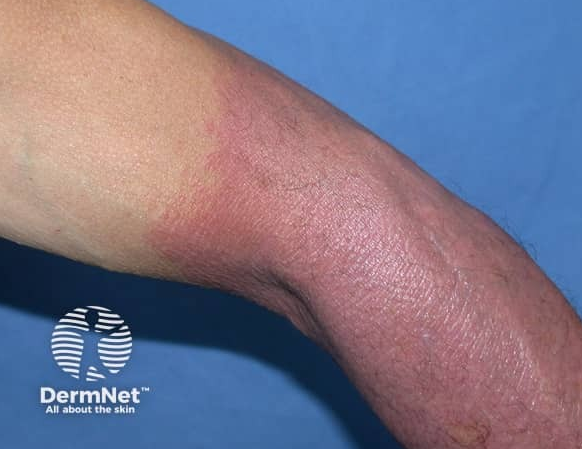 DermNet™
All about the skin